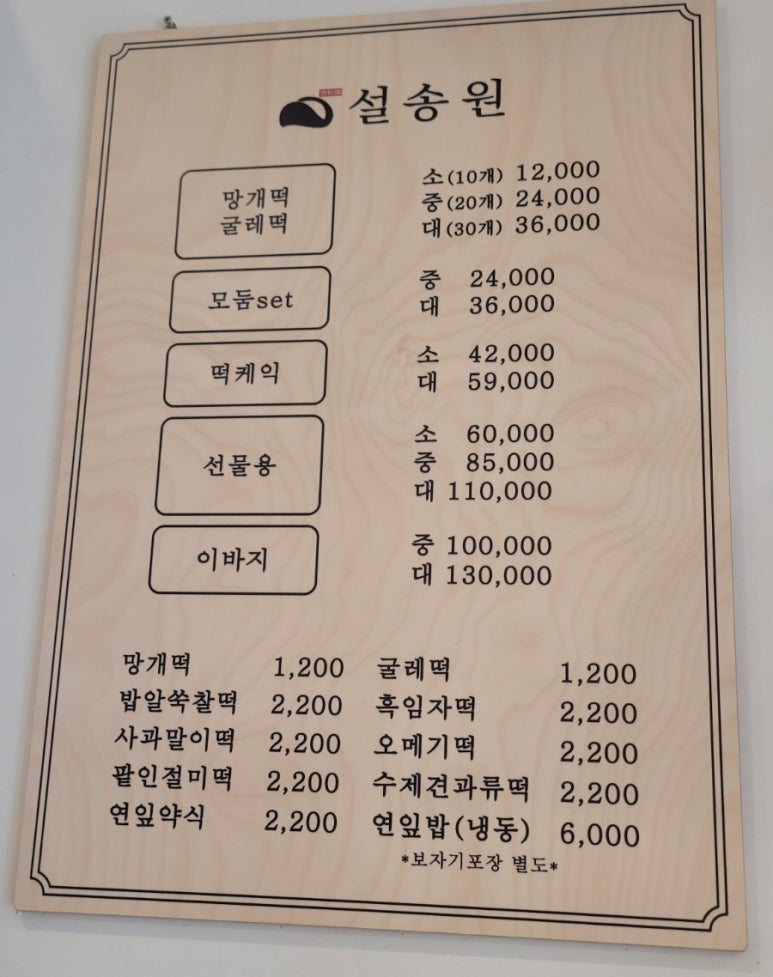 설송원
망개떡
굴레떡
소(10개) 12,000
중(20개) 24,000
대(30개) 36,000
모둠set
중 24,000
대 36,000
떡케익
소 42,000
대 59,000
선물용
소 60,000
중 85,000
대 110,000
이바지
중 100,000
대 130,000
망개떡 1,200 굴레떡 1,200
밥알쑥찰떡 2,200 흑임자떡 2,200
사과말이떡 2,200 오메기떡 2,200
팥인절미떡 2,200 수제견과류떡 2,200
연잎약식 2,200 연잎밥(냉동) 6,000
*보자기포장 별도*